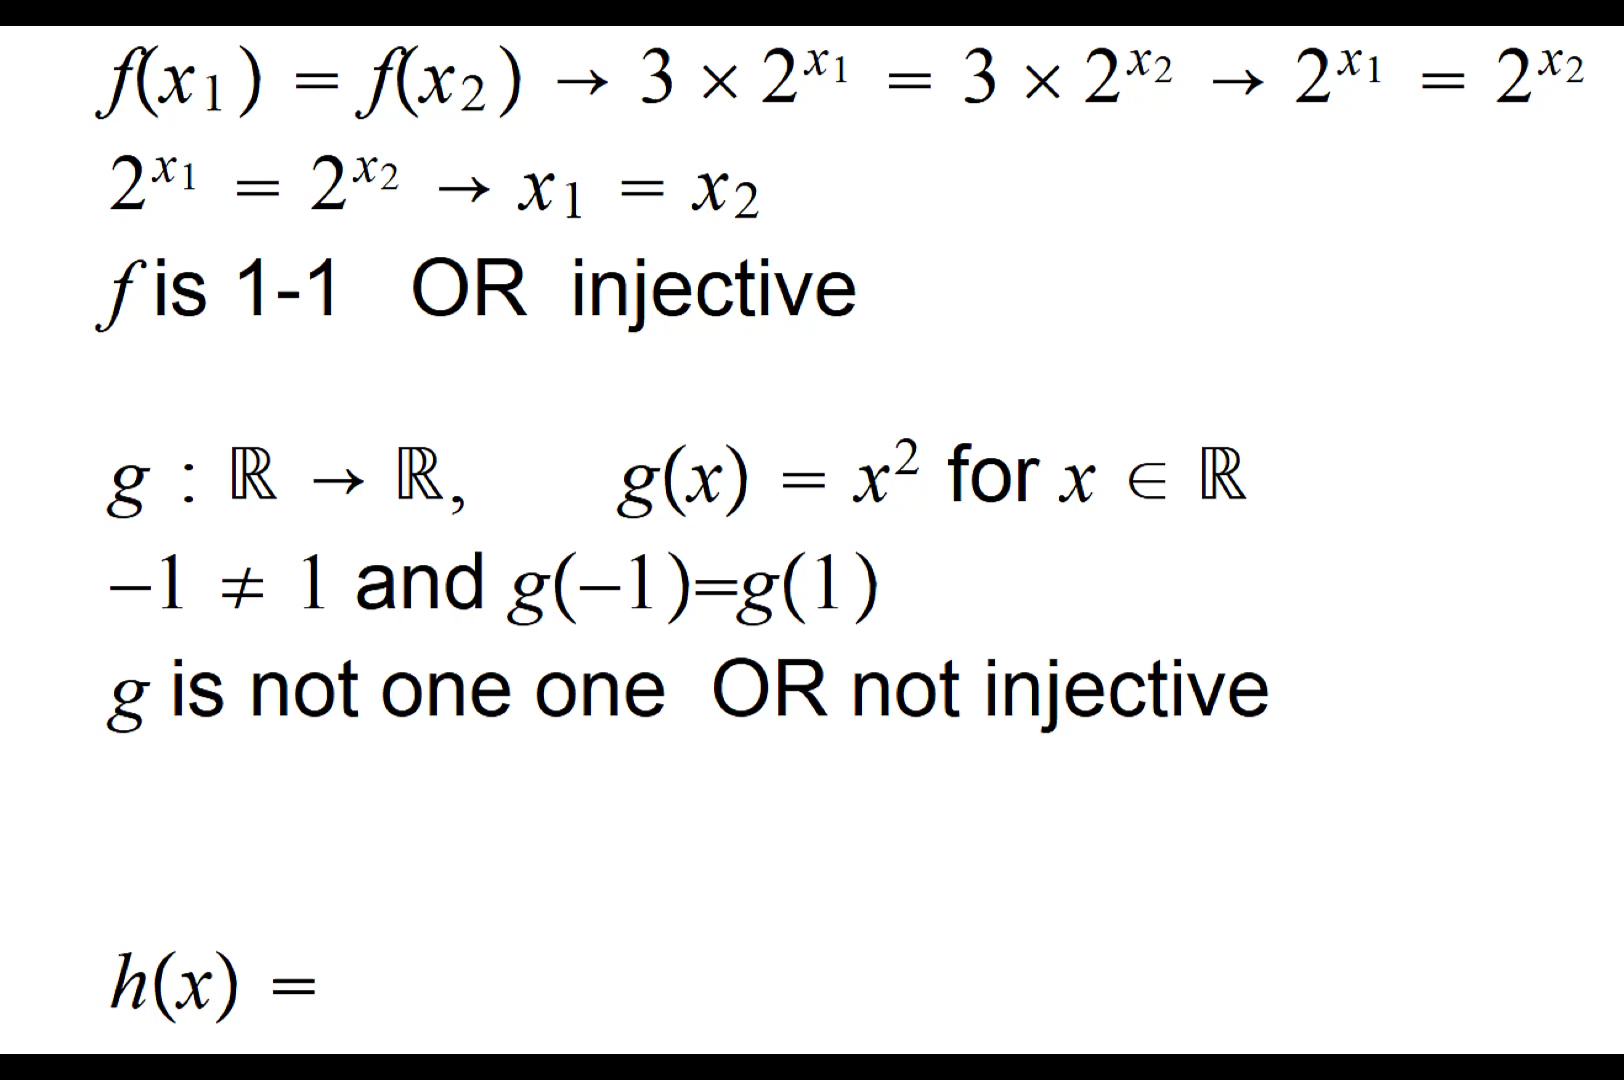 f(x₁) = f(x₂) → 3 × 2^x₁ = 3 × 2^x₂ → 2^x₁ = 2^x₂
2^x₁ = 2^x₂ → x₁ = x₂
f is 1-1 OR injective
g : ℝ → ℝ, g(x) = x² for x ∈ ℝ
−1 ≠ 1 and g(−1)=g(1)
g is not one one OR not injective
h(x) =